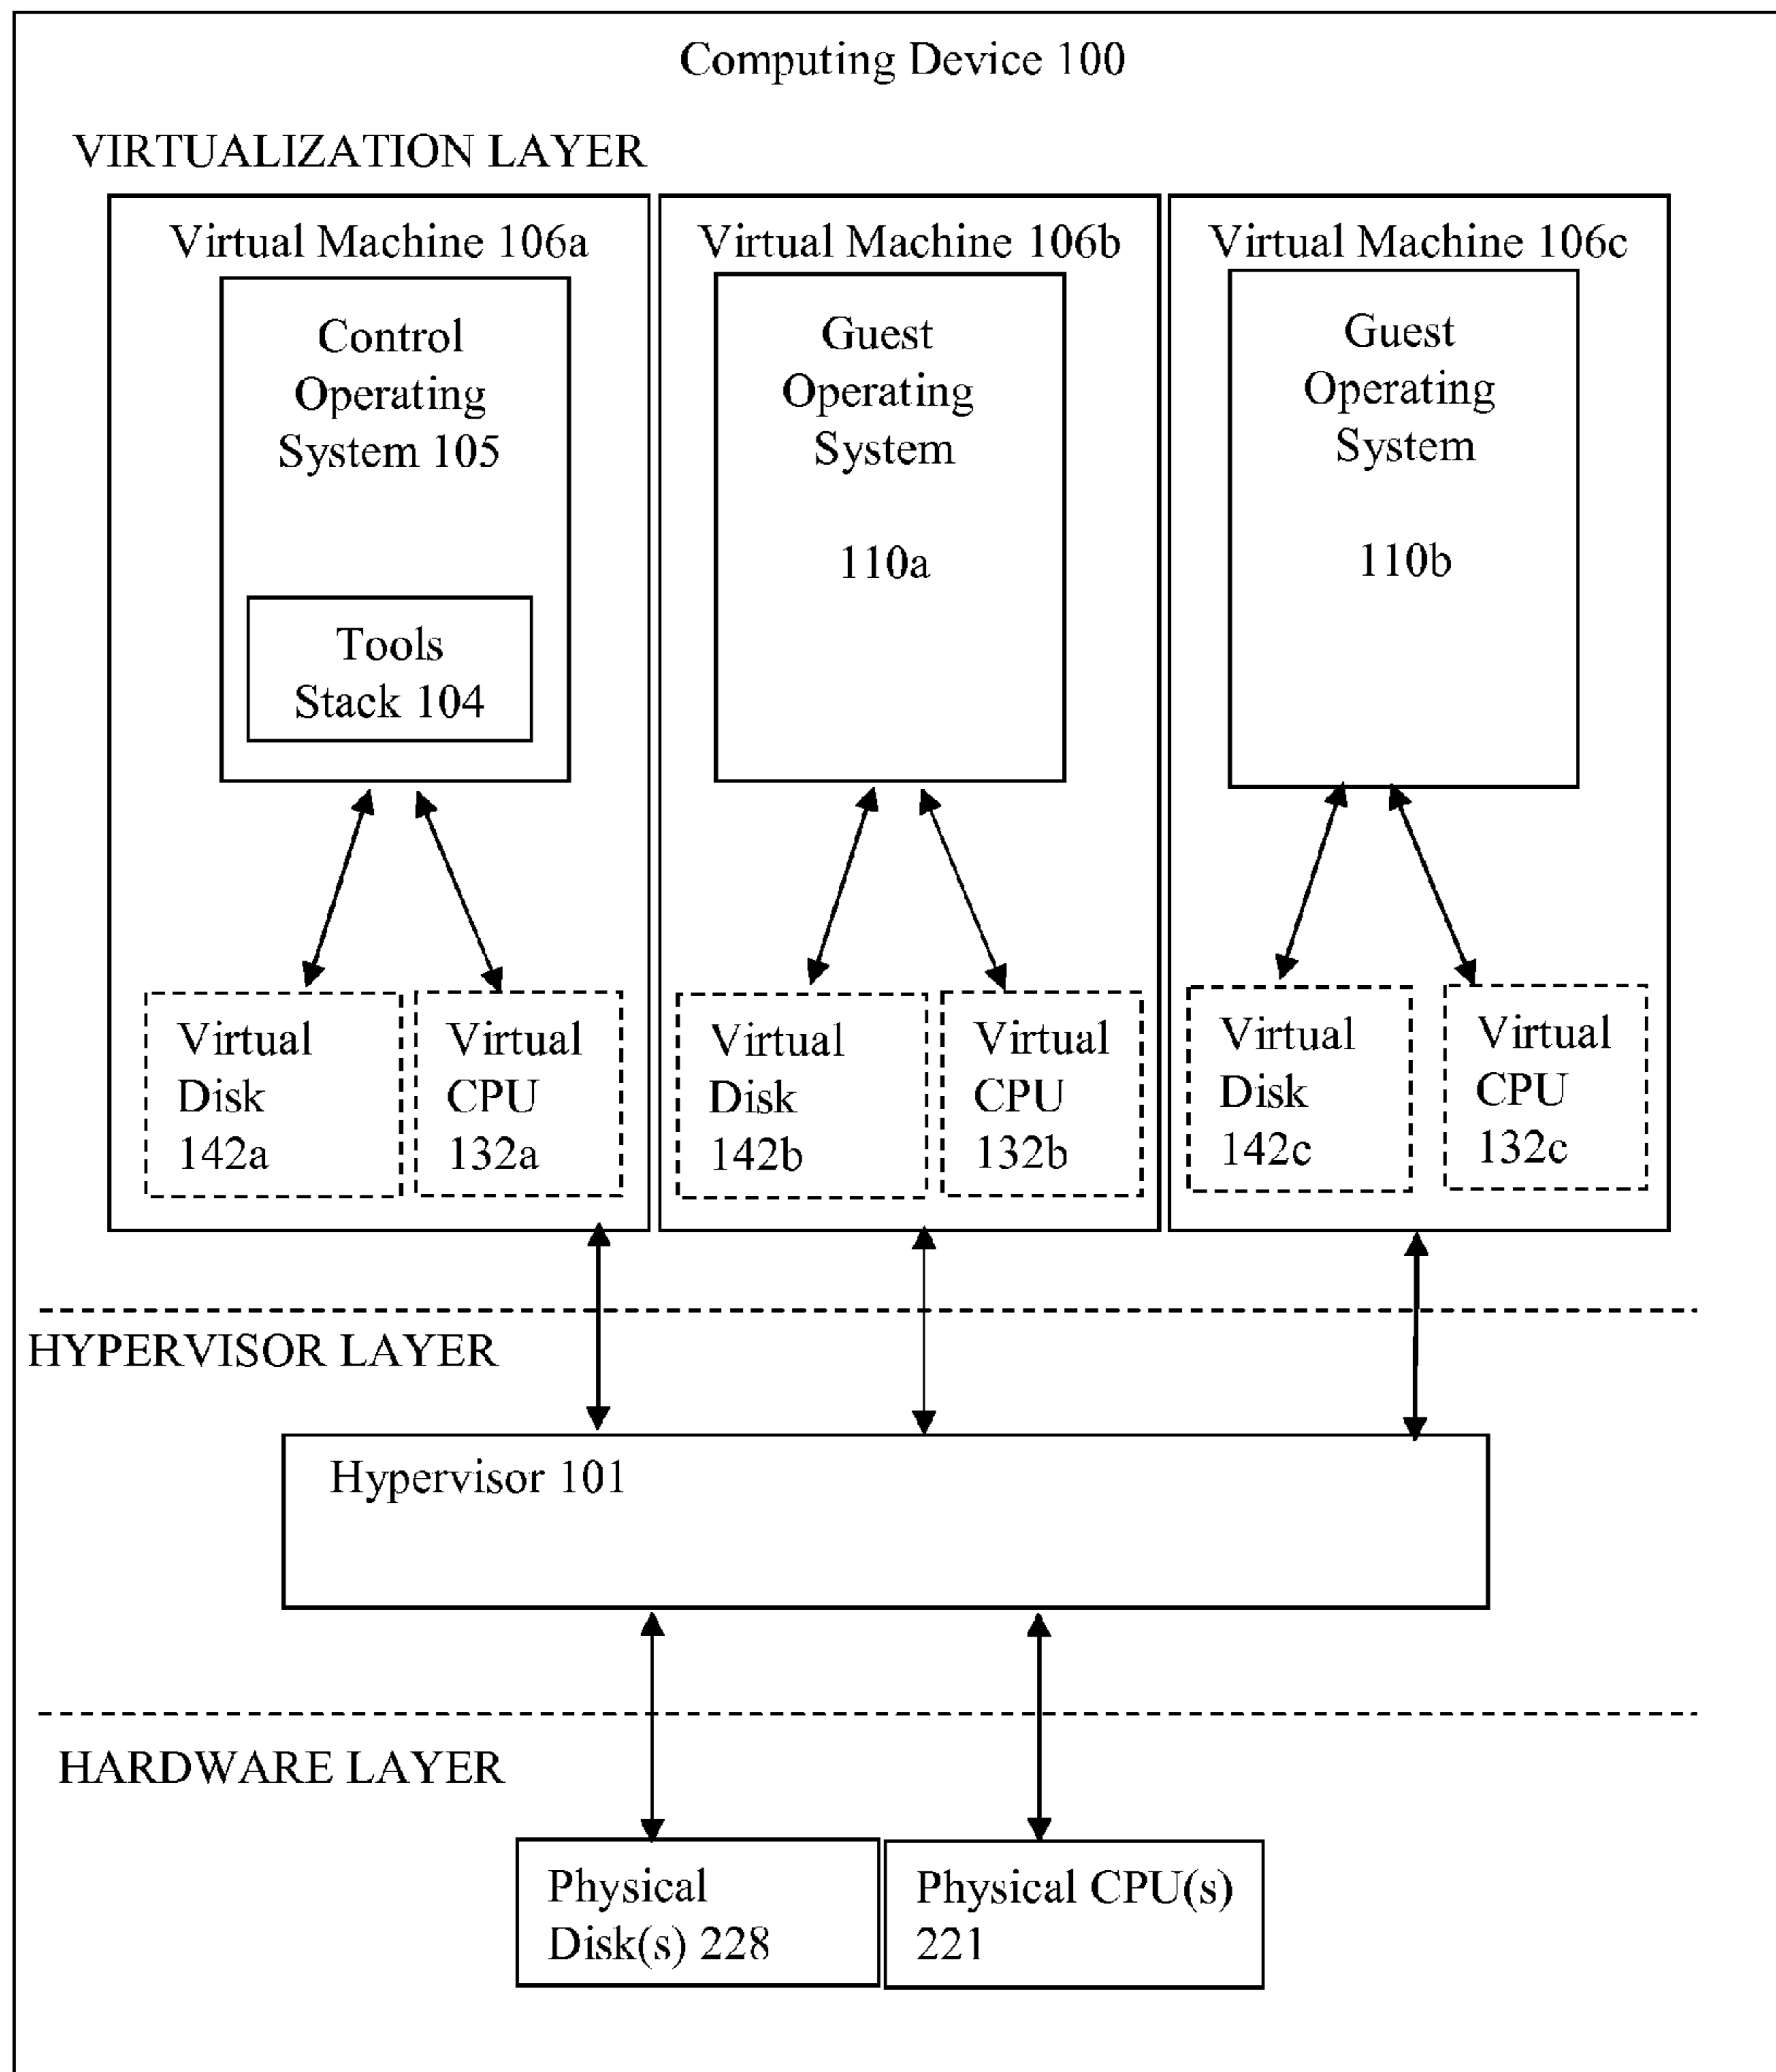 Computing Device 100
VIRTUALIZATION LAYER
Virtual Machine 106a
Control
Operating
System 105
Tools
Stack 104
Virtual
Disk
142a
Virtual
CPU
132a
Virtual Machine 106b
Guest
Operating
System
110a
Virtual
Disk
142b
Virtual
CPU
132b
Virtual Machine 106c
Guest
Operating
System
110b
Virtual
Disk
142c
Virtual
CPU
132c
HYPERVISOR LAYER
Hypervisor 101
HARDWARE LAYER
Physical
Disk(s) 228
Physical CPU(s)
221